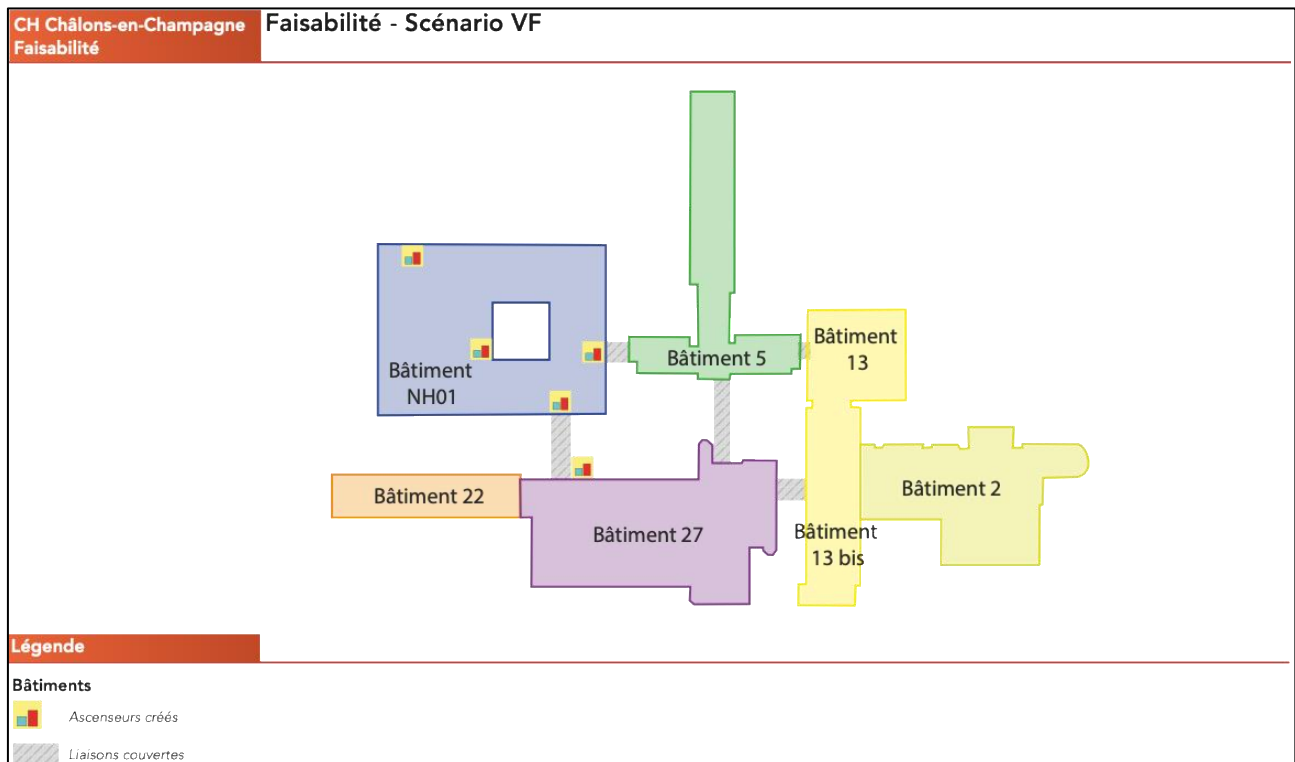 CH Châlons-en-Champagne
Faisabilité
Faisabilité - Scénario VF
Bâtiment
13
Bâtiment 5
Bâtiment
NH01
Bâtiment 22
Bâtiment 2
Bâtiment 27
Bâtiment
13 bis
Légende
Bâtiments
Ascenseurs créés
Liaisons couvertes